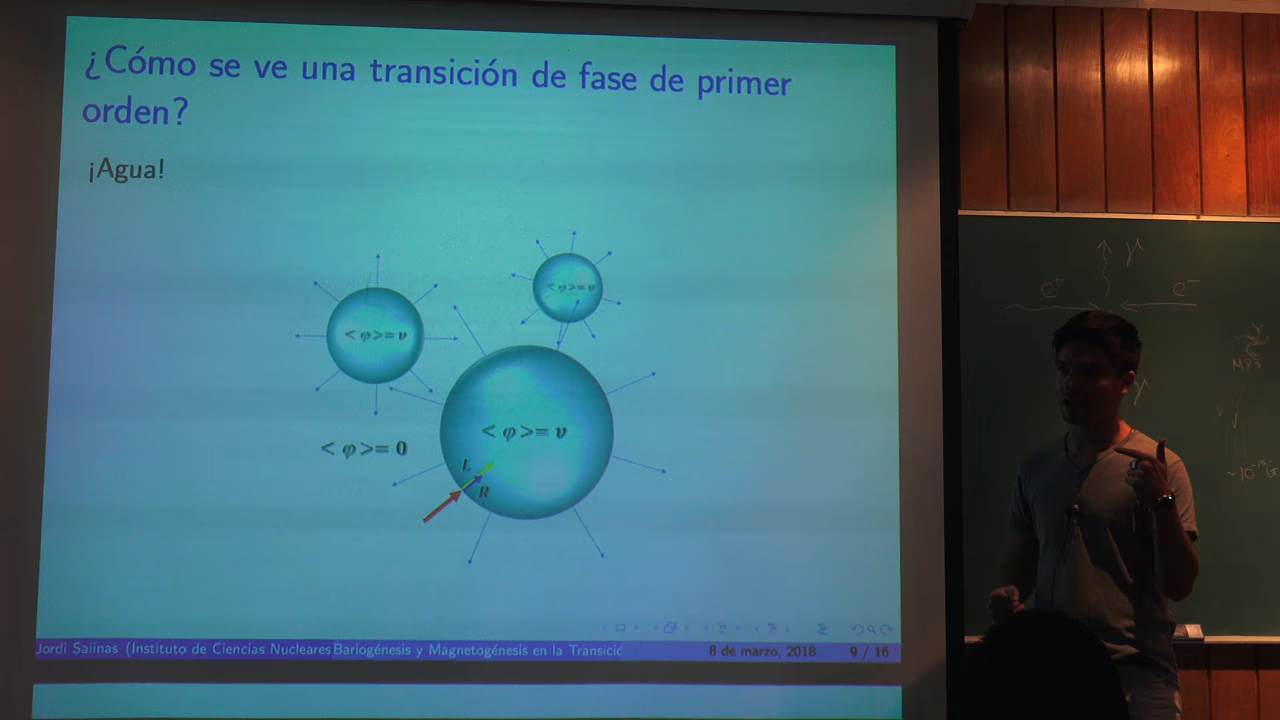 ¿Cómo se ve una transición de fase de primer
orden?
¡Agua!
< φ >= v
< φ >= v
< φ >= v
< φ >= 0
L
R
Jordi Salinas (Instituto de Ciencias Nucleares Bariogénesis y Magnetogénesis en la Transició
8 de marzo, 2018
9 / 16
γ
e⁺
e⁻
γ